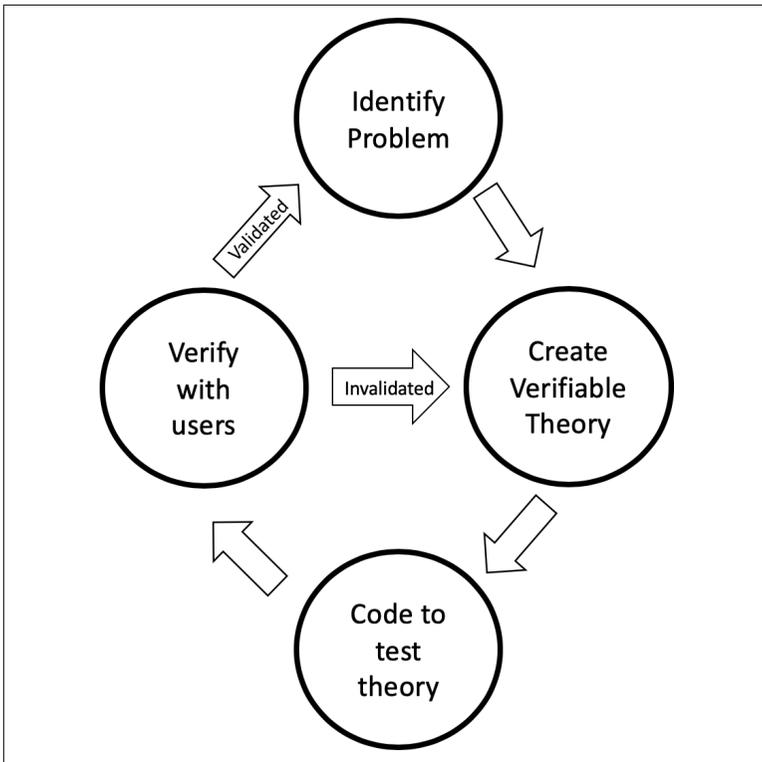 Identify
Problem
Validated
Verify
with
users
Invalidated
Create
Verifiable
Theory
Code to
test
theory